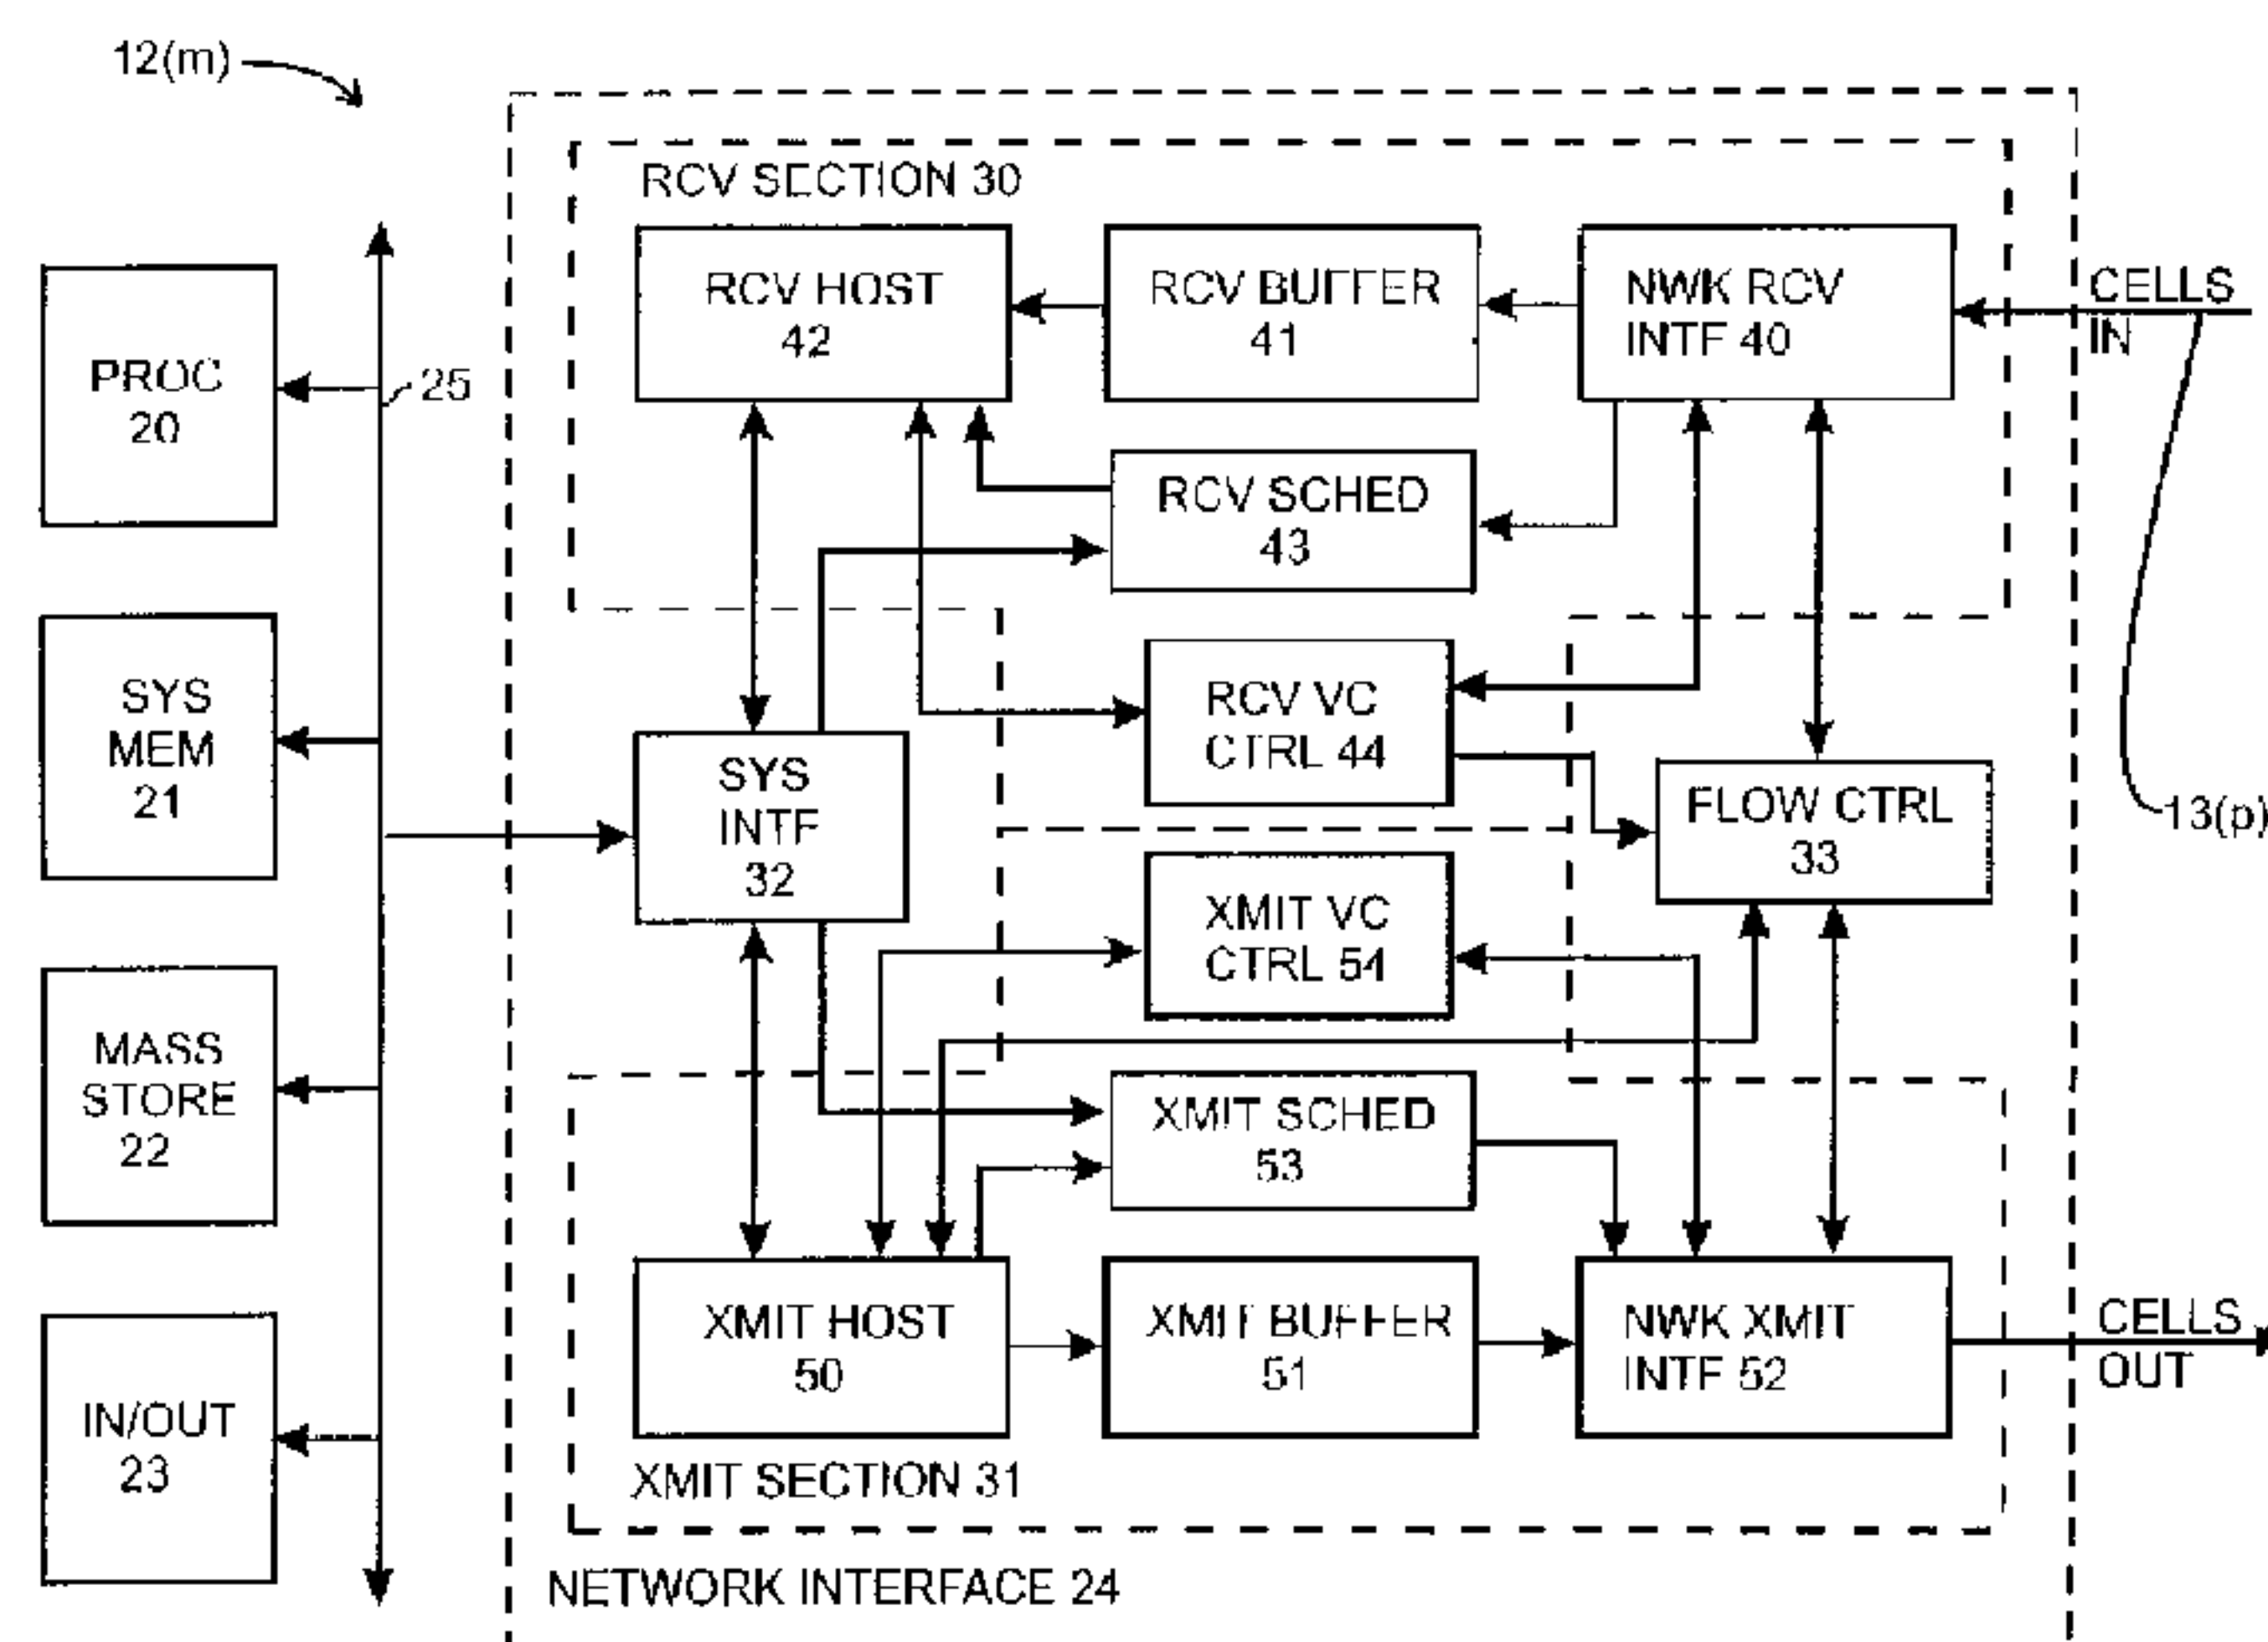 12(m)
RCV SECTION 30
RCV HOST
42
RCV BUFFER
41
NWK RCV
INTF 40
CELLS
IN
PROC
20
25
RCV SCHED
43
SYS
MEM
21
RCV VC
CTRL 44
SYS
INTF
32
FLOW CTRL
33
13(p)
XMIT VC
CTRL 54
MASS
STORE
22
XMIT SCHED
53
XMIT HOST
50
XMIT BUFFER
51
NWK XMIT
INTF 52
CELLS
OUT
IN/OUT
23
XMIT SECTION 31
NETWORK INTERFACE 24